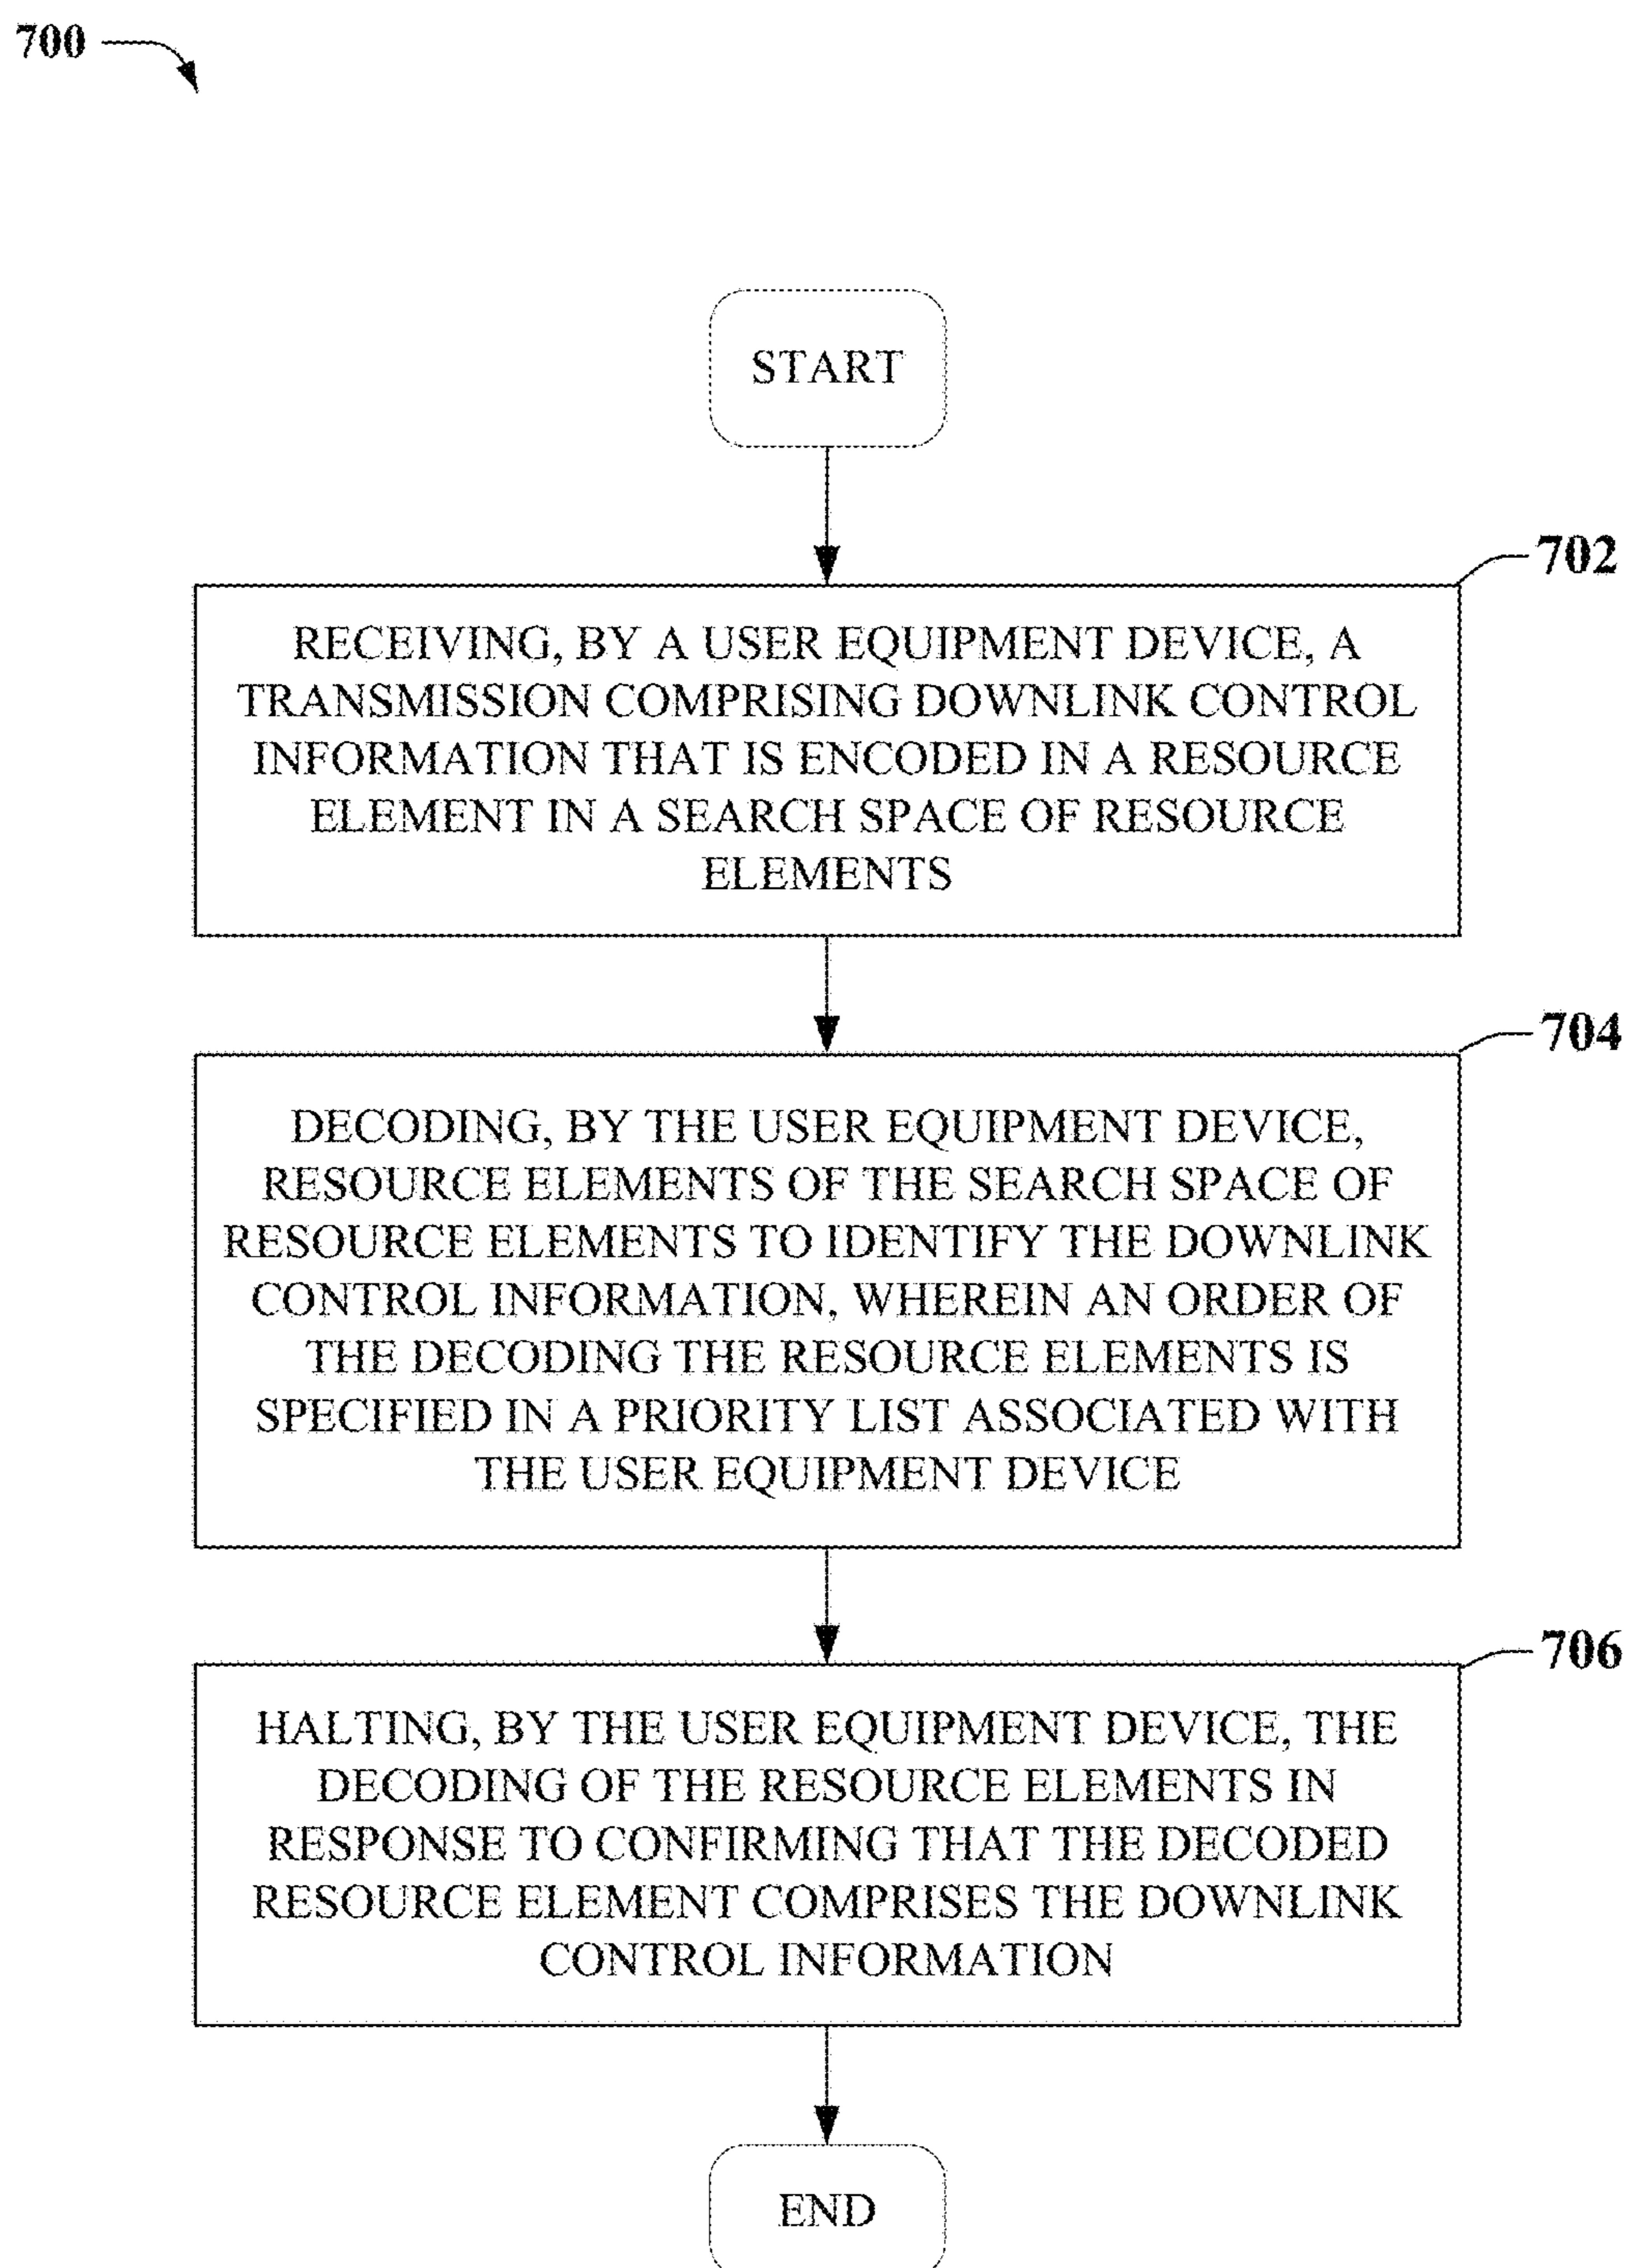 700
START
702
RECEIVING, BY A USER EQUIPMENT DEVICE, A
TRANSMISSION COMPRISING DOWNLINK CONTROL
INFORMATION THAT IS ENCODED IN A RESOURCE
ELEMENT IN A SEARCH SPACE OF RESOURCE
ELEMENTS
704
DECODING, BY THE USER EQUIPMENT DEVICE,
RESOURCE ELEMENTS OF THE SEARCH SPACE OF
RESOURCE ELEMENTS TO IDENTIFY THE DOWNLINK
CONTROL INFORMATION, WHEREIN AN ORDER OF
THE DECODING THE RESOURCE ELEMENTS IS
SPECIFIED IN A PRIORITY LIST ASSOCIATED WITH
THE USER EQUIPMENT DEVICE
706
HALTING, BY THE USER EQUIPMENT DEVICE, THE
DECODING OF THE RESOURCE ELEMENTS IN
RESPONSE TO CONFIRMING THAT THE DECODED
RESOURCE ELEMENT COMPRISES THE DOWNLINK
CONTROL INFORMATION
END